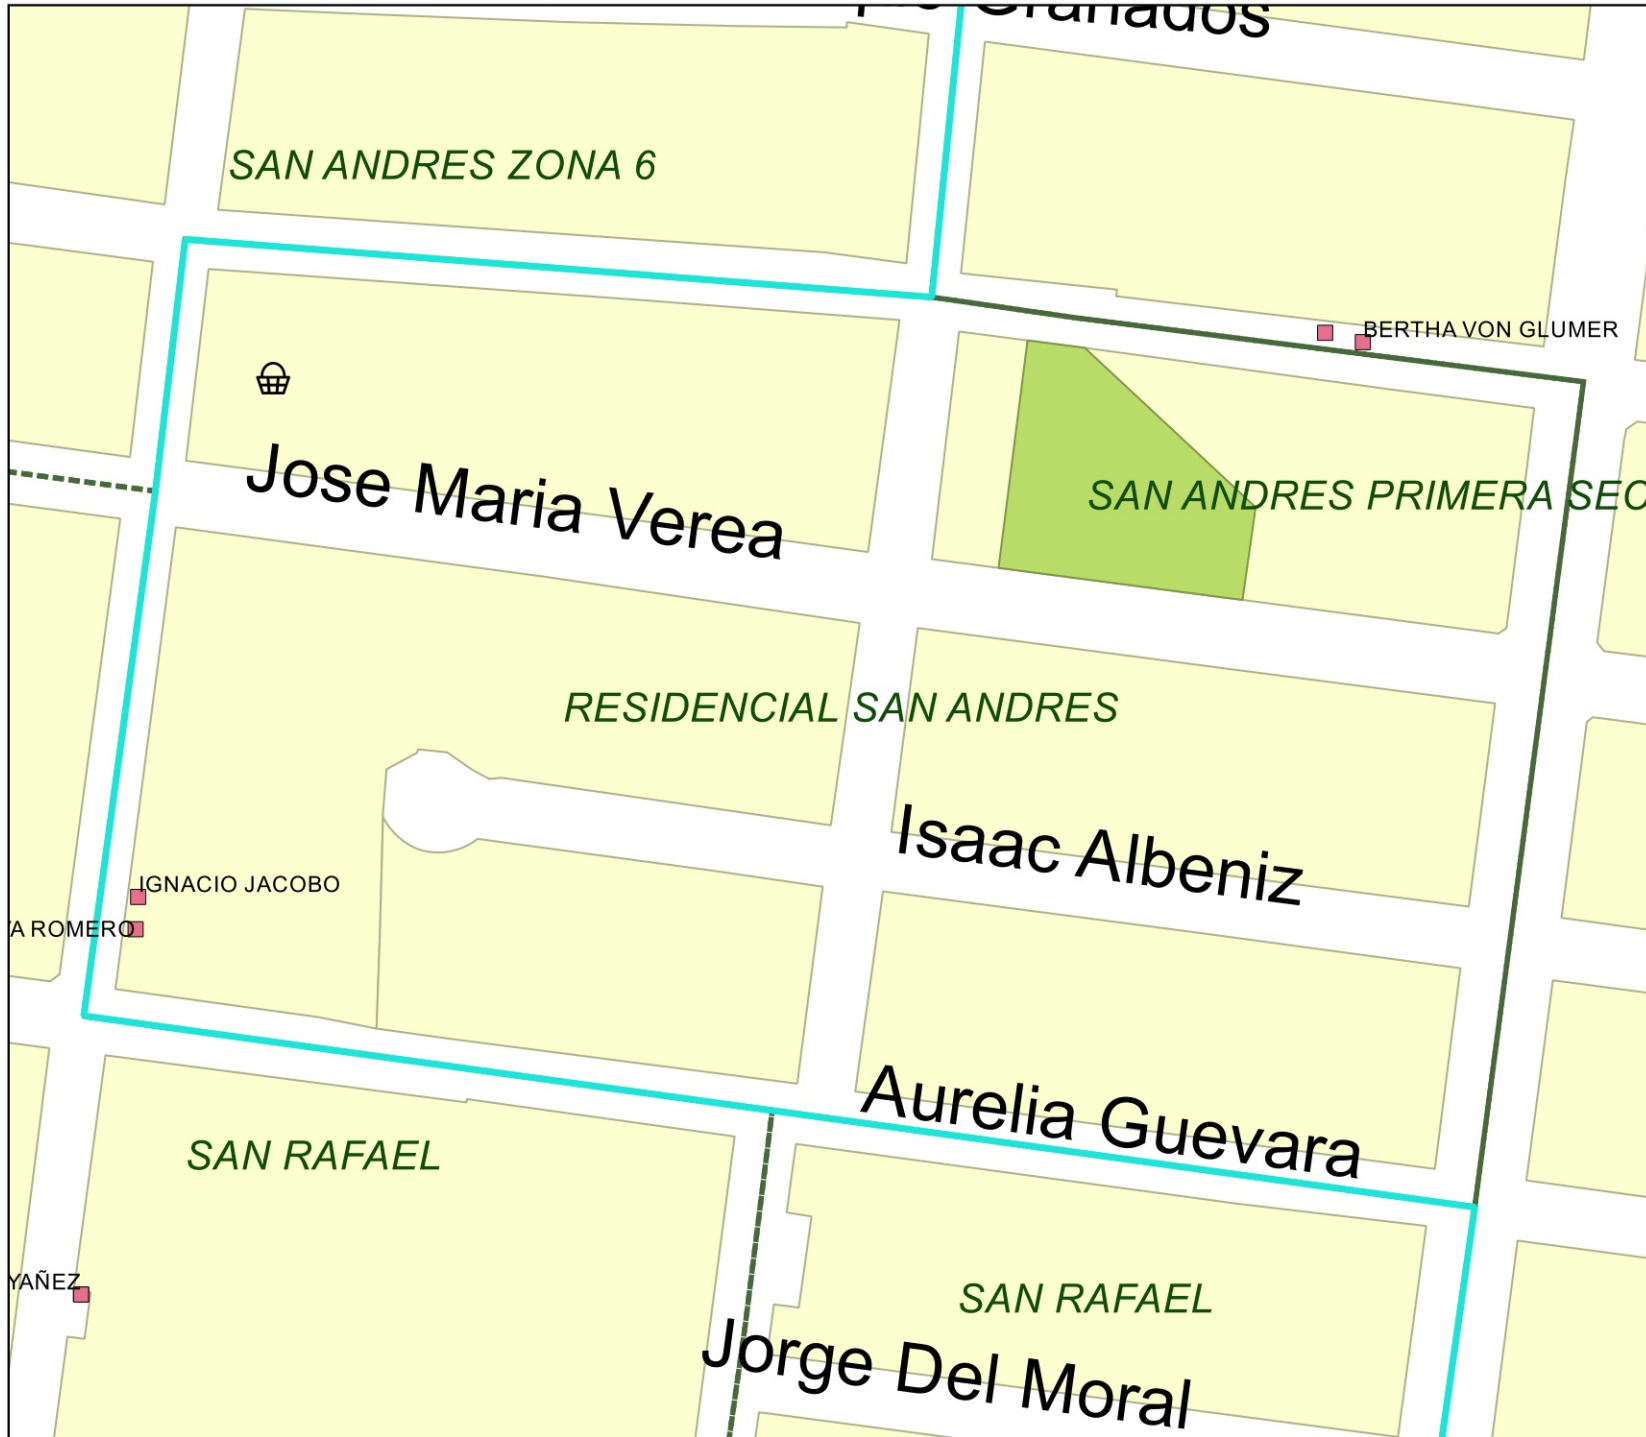 Granados
SAN ANDRES ZONA 6
BERTHA VON GLUMER
Jose Maria Verea
SAN ANDRES PRIMERA SEC
RESIDENCIAL SAN ANDRES
Isaac Albeniz
IGNACIO JACOBO
ROMERO
Aurelia Guevara
SAN RAFAEL
YAÑEZ
SAN RAFAEL
Jorge Del Moral